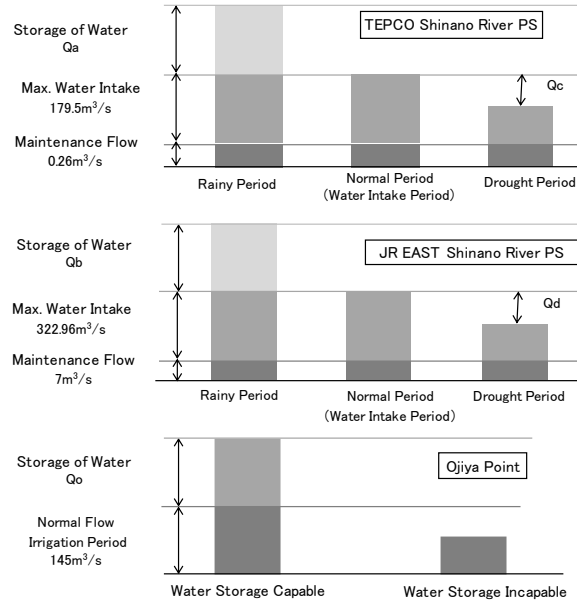 Storage of Water
Qa
TEPCO Shinano River PS
Max. Water Intake
179.5m³/s
Qc
Maintenance Flow
0.26m³/s
Rainy Period
Normal Period
(Water Intake Period)
Drought Period
Storage of Water
Qb
JR EAST Shinano River PS
Max. Water Intake
322.96m³/s
Qd
Maintenance Flow
7m³/s
Rainy Period
Normal Period
(Water Intake Period)
Drought Period
Storage of Water
Qo
Ojiya Point
Normal Flow
Irrigation Period
145m³/s
Water Storage Capable
Water Storage Incapable